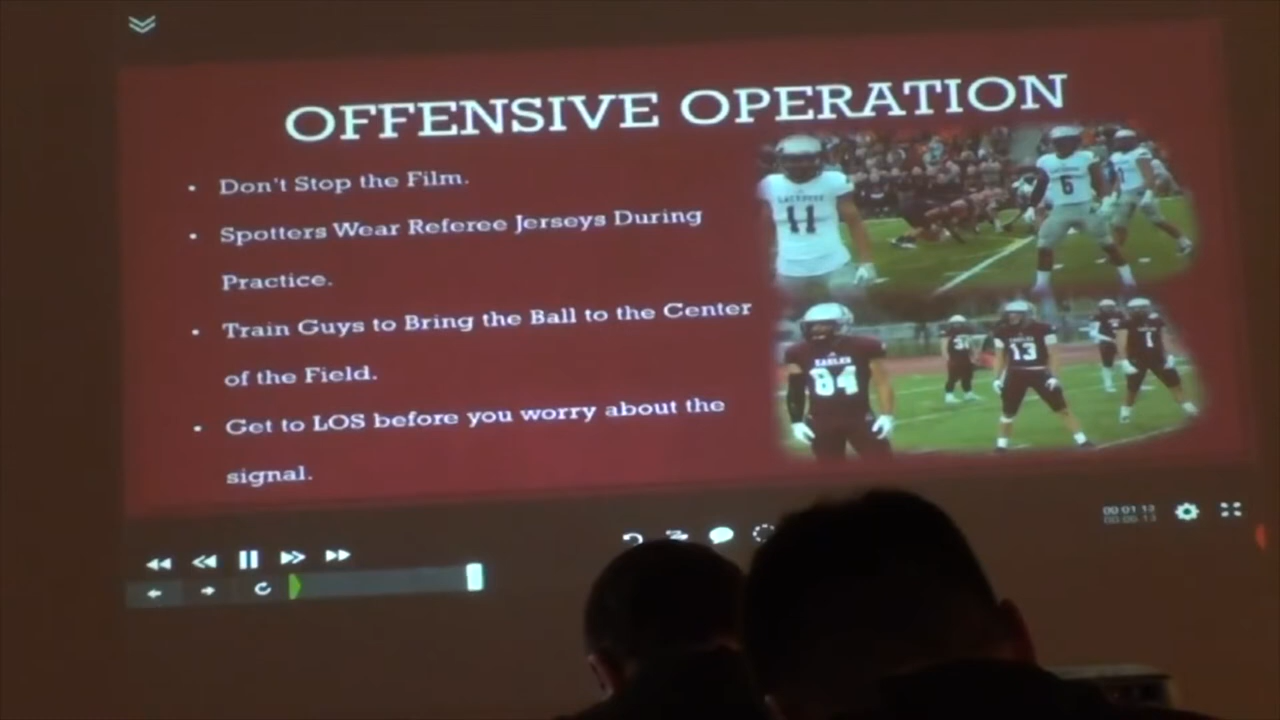 OFFENSIVE OPERATION
• Don't Stop the Film.
• Spotters Wear Referee Jerseys During
Practice.
• Train Guys to Bring the Ball to the Center
of the Field.
• Get to LOS before you worry about the
signal.
LACROSSE
11
6
EAGLES
84
13
1